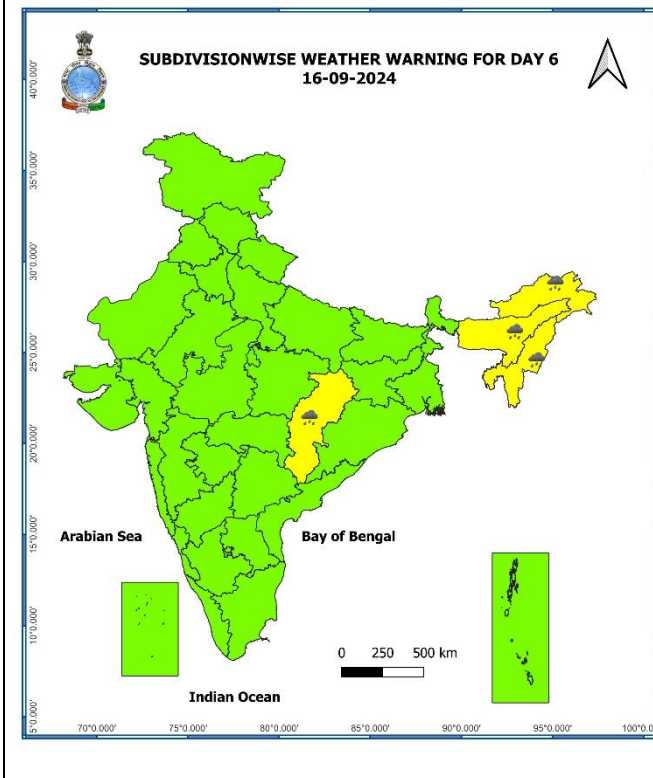 SUBDIVISIONWISE WEATHER WARNING FOR DAY 6
16-09-2024
40°0.000'
35°0.000'
30°0.000'
25°0.000'
20°0.000'
15°0.000'
10°0.000'
5°0.000'
Arabian Sea
Bay of Bengal
0 250 500 km
Indian Ocean
70°0.000' 75°0.000' 80°0.000' 85°0.000' 90°0.000' 95°0.000' 100°0.0